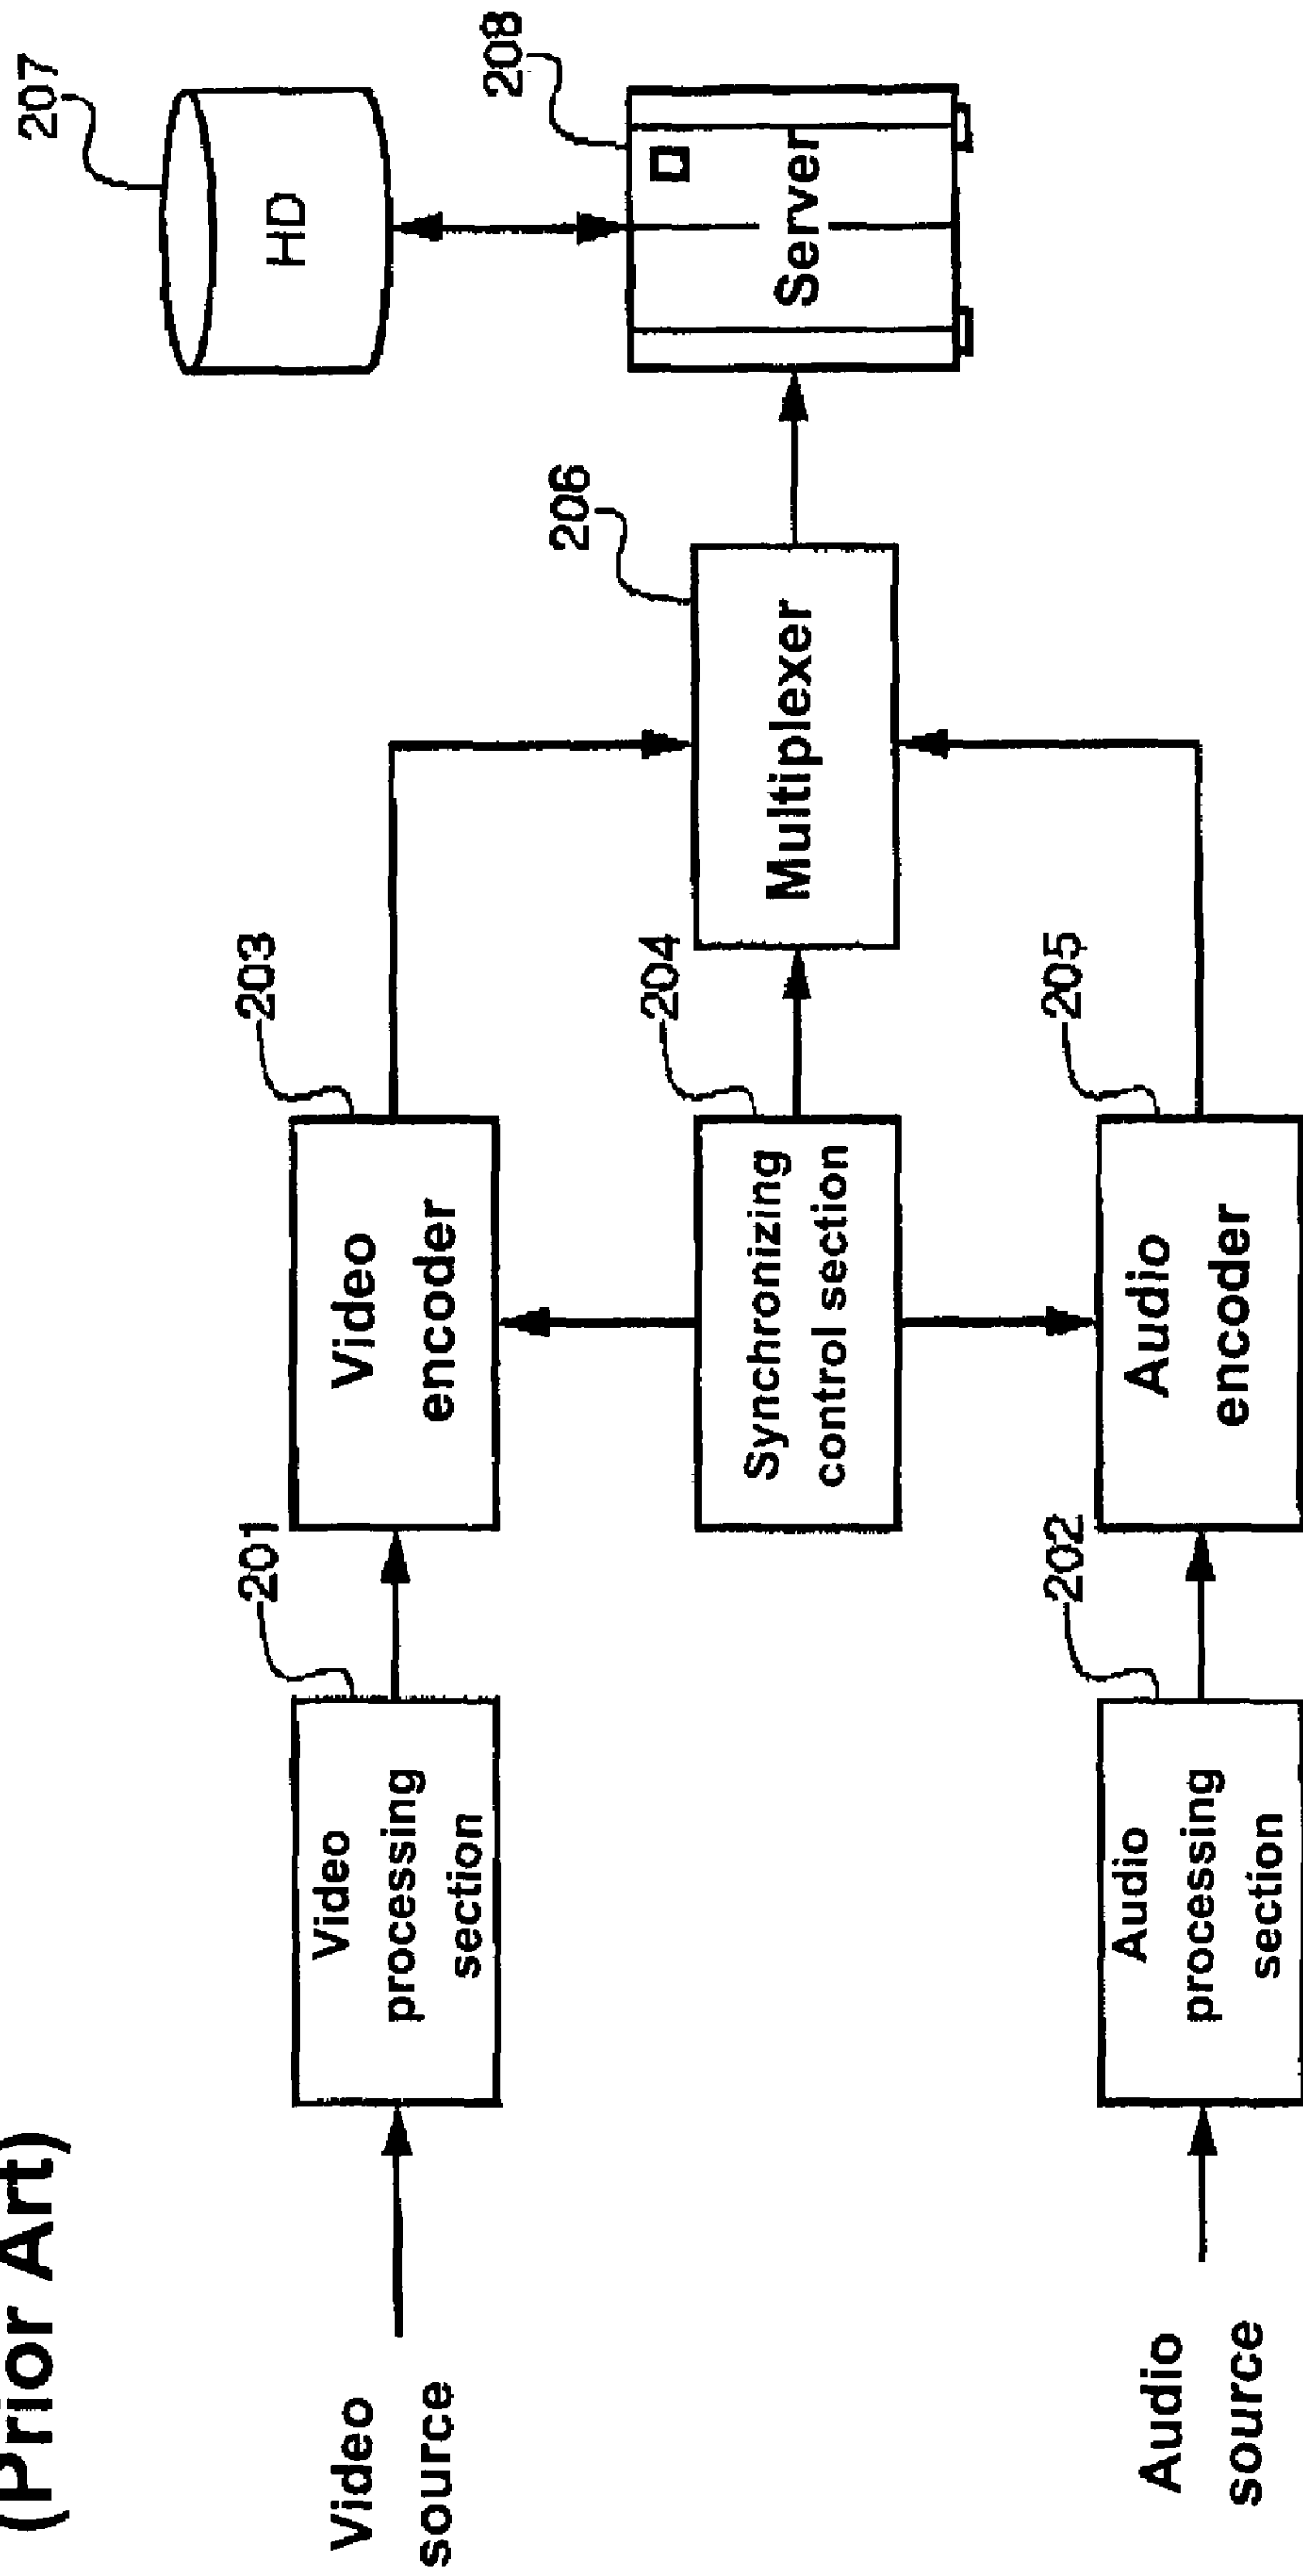 (Prior Art)
207
HD
208
Server
206
Multiplexer
203
Video
encoder
204
Synchronizing
control section
205
Audio
encoder
201
Video
processing
section
202
Audio
processing
section
Video
source
Audio
source